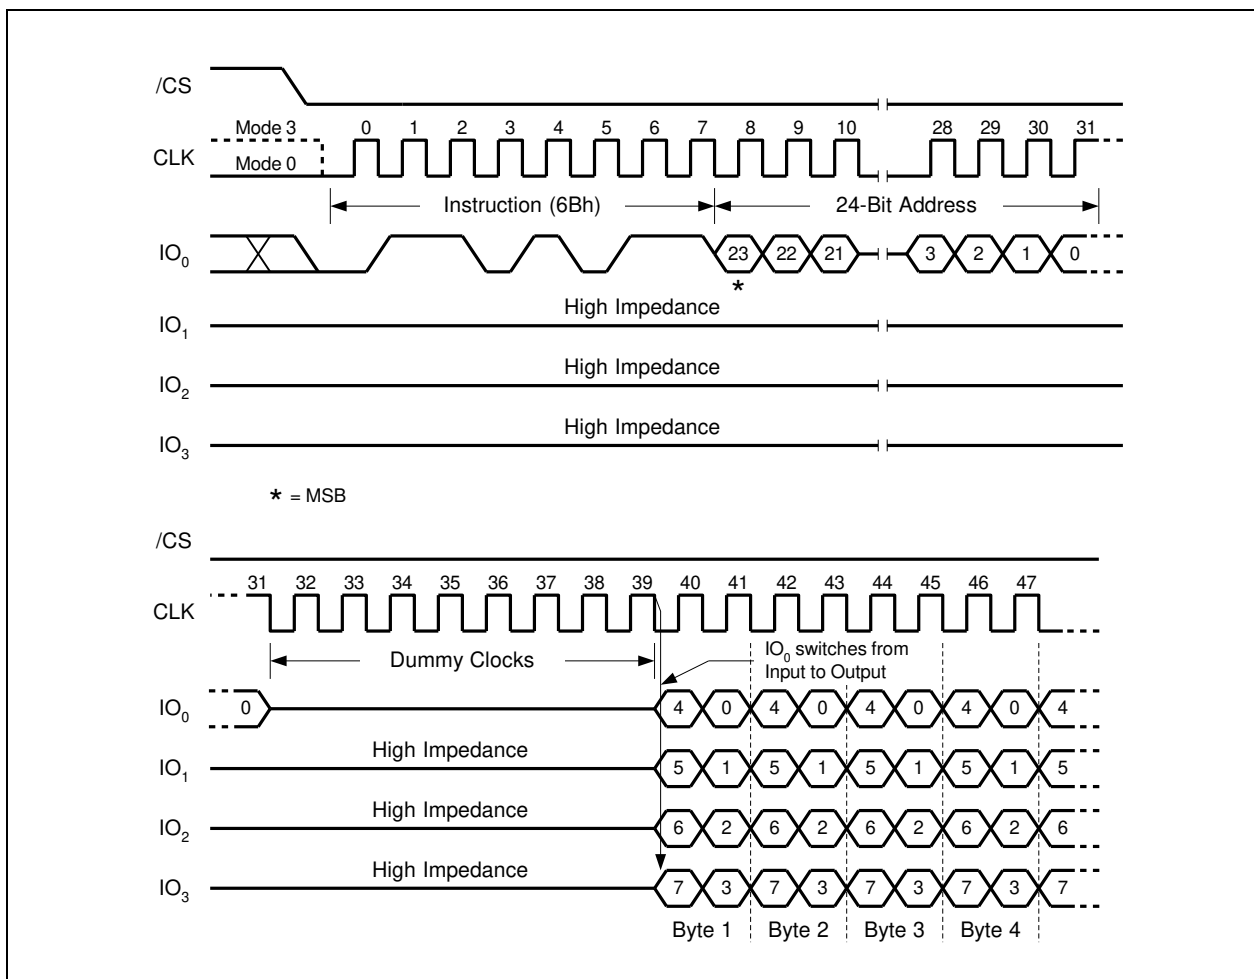 /CS
Mode 3 0 1 2 3 4 5 6 7 8 9 10 28 29 30 31
CLK
Mode 0
Instruction (6Bh) 24-Bit Address
IO0 23 22 21 3 2 1 0
*
High Impedance
IO1
High Impedance
IO2
High Impedance
IO3
* = MSB
/CS
31 32 33 34 35 36 37 38 39 40 41 42 43 44 45 46 47
CLK
IO0 switches from
Dummy Clocks
Input to Output
IO0 0 4 0 4 0 4 0 4 0 4
High Impedance
IO1 5 1 5 1 5 1 5 1 5
High Impedance
IO2 6 2 6 2 6 2 6 2 6
High Impedance
IO3 7 3 7 3 7 3 7 3 7
Byte 1 Byte 2 Byte 3 Byte 4